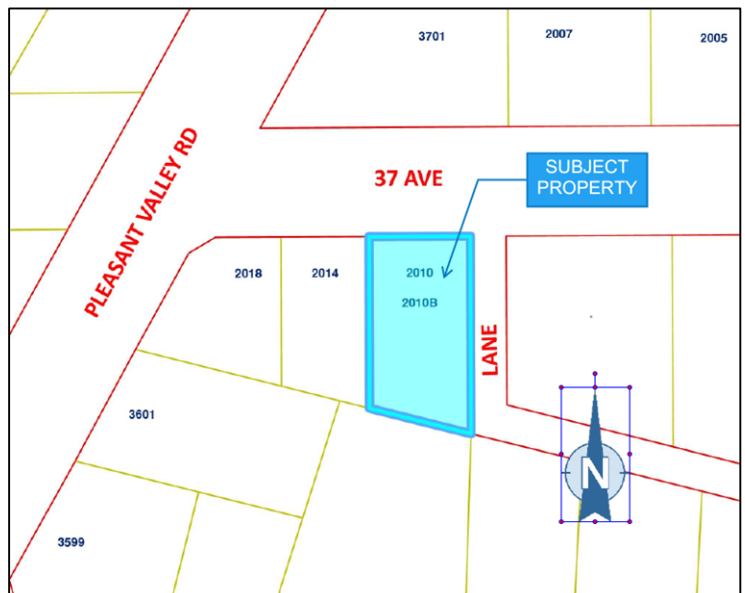 3701
2007
2005
PLEASANT VALLEY RD
37 AVE
SUBJECT
PROPERTY
2018
2014
2010
2010B
LANE
3601
N
3599